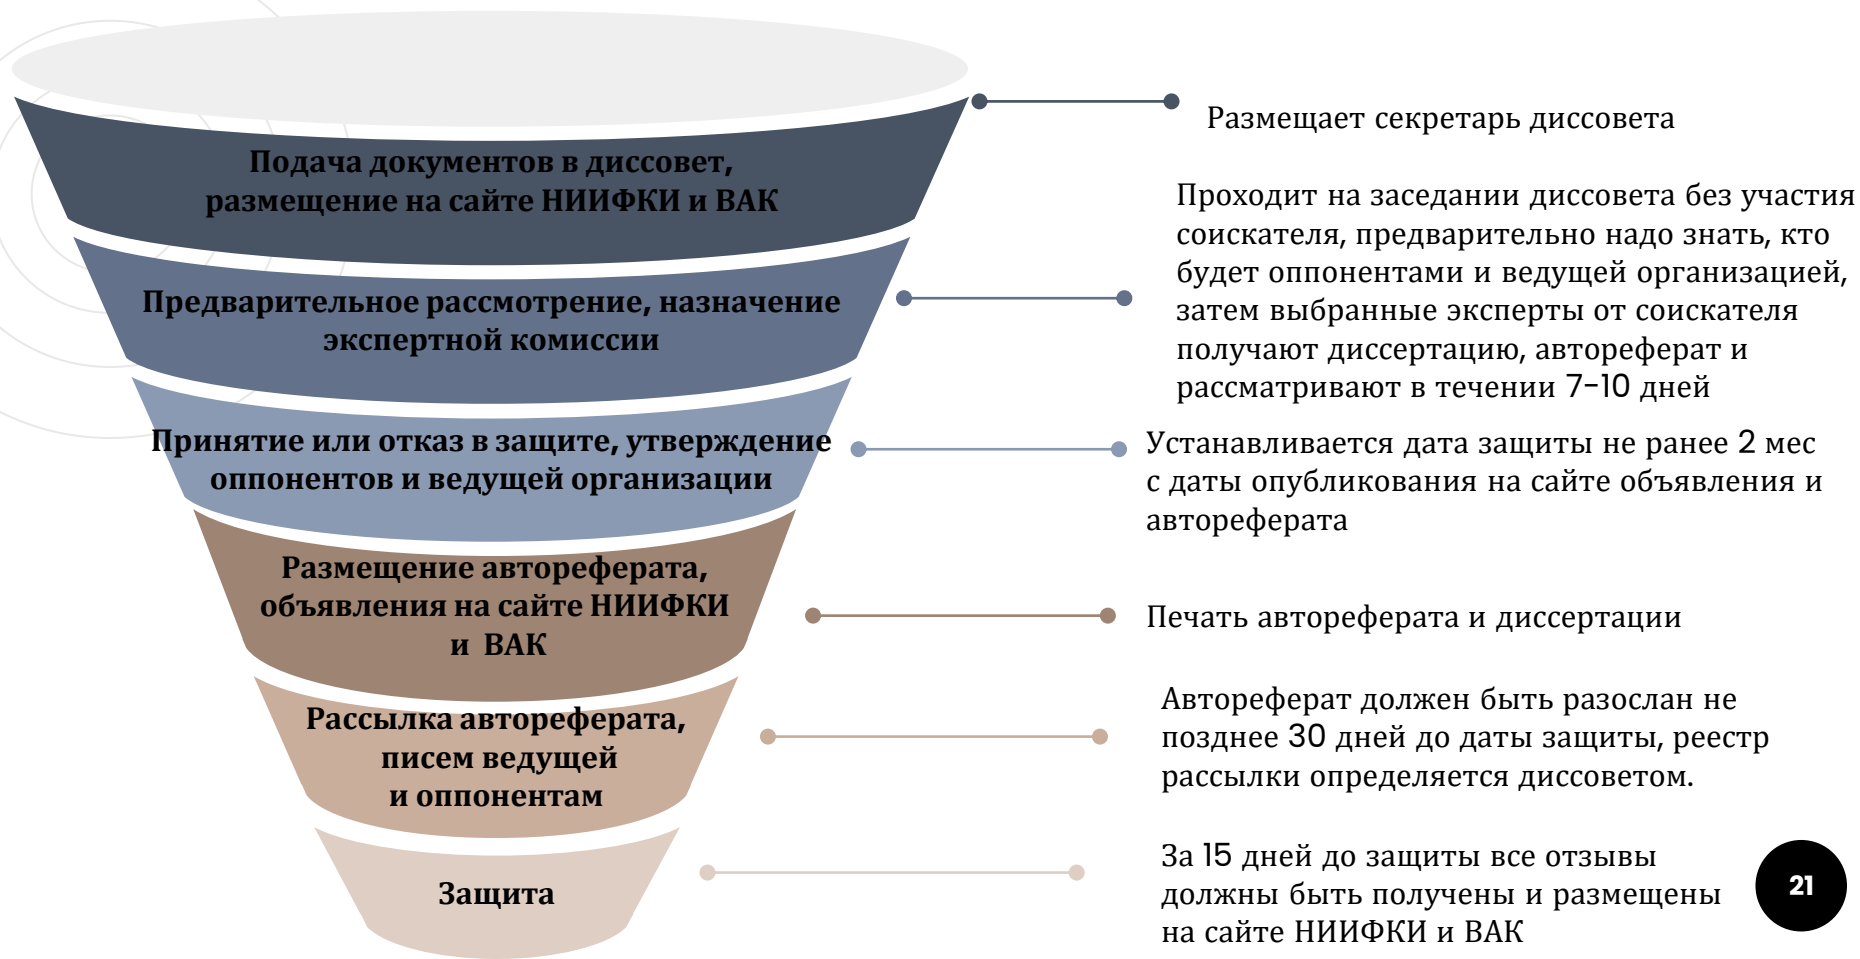 Подача документов в диссовет,
размещение на сайте НИИФКИ и ВАК
Размещает секретарь диссовета
Предварительное рассмотрение, назначение
экспертной комиссии
Проходит на заседании диссовета без участия
соискателя, предварительно надо знать, кто
будет оппонентами и ведущей организацией,
затем выбранные эксперты от соискателя
получают диссертацию, автореферат и
рассматривают в течении 7-10 дней
Принятие или отказ в защите, утверждение
оппонентов и ведущей организации
Устанавливается дата защиты не ранее 2 мес
с даты опубликования на сайте объявления и
автореферата
Размещение автореферата,
объявления на сайте НИИФКИ
и ВАК
Печать автореферата и диссертации
Рассылка автореферата,
писем ведущей
и оппонентам
Автореферат должен быть разослан не
позднее 30 дней до даты защиты, реестр
рассылки определяется диссоветом.
Защита
За 15 дней до защиты все отзывы
должны быть получены и размещены
на сайте НИИФКИ и ВАК
21